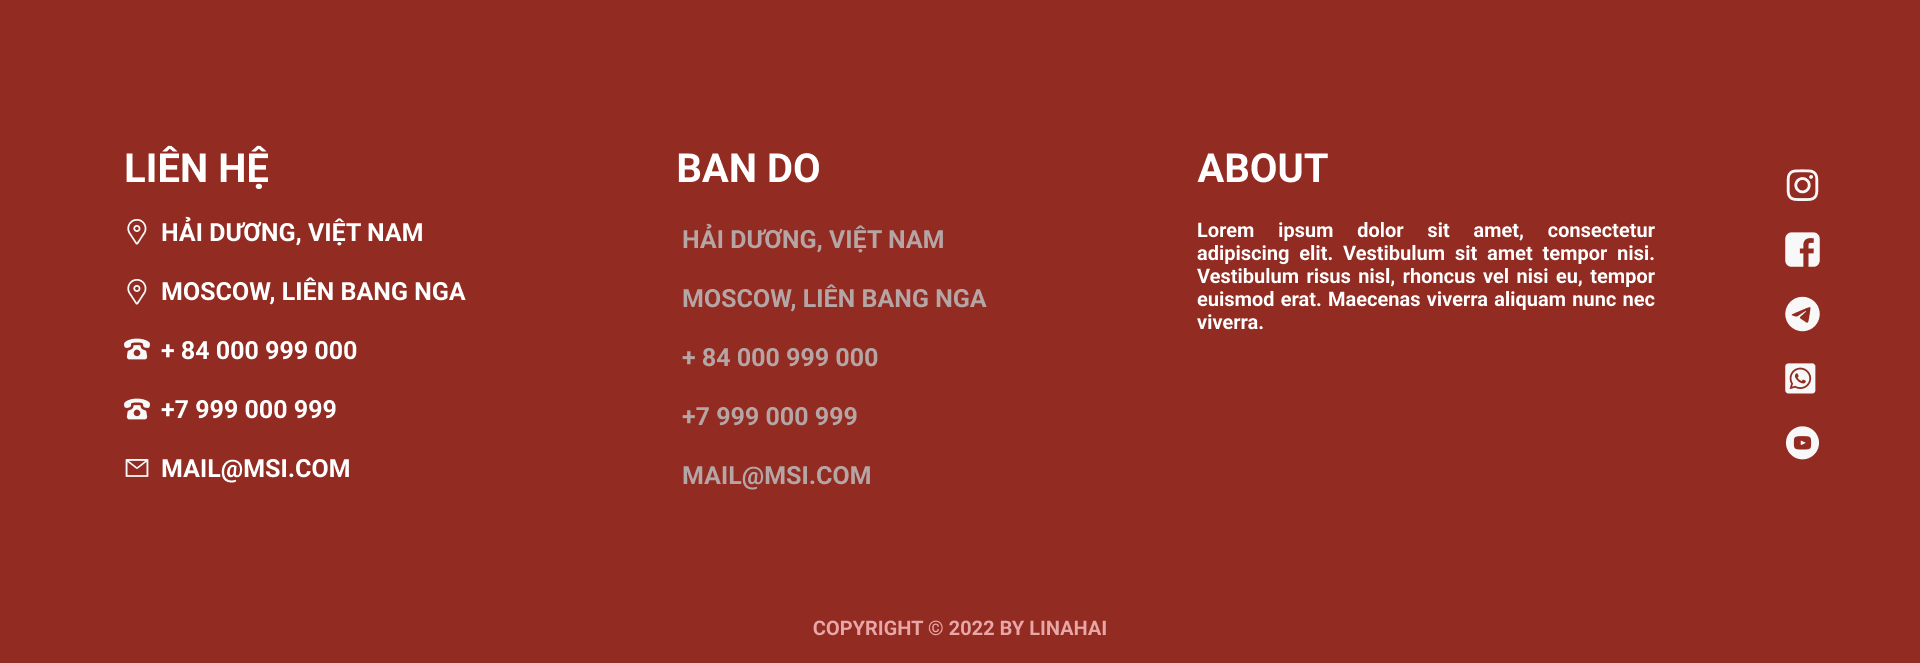 LIÊN HỆ
HẢI DƯƠNG, VIỆT NAM
MOSCOW, LIÊN BANG NGA
+ 84 000 999 000
+7 999 000 999
MAIL@MSI.COM
BAN DO
HẢI DƯƠNG, VIỆT NAM
MOSCOW, LIÊN BANG NGA
+ 84 000 999 000
+7 999 000 999
MAIL@MSI.COM
ABOUT
Lorem ipsum dolor sit amet, consectetur
adipiscing elit. Vestibulum sit amet tempor nisi.
Vestibulum risus nisl, rhoncus vel nisi eu, tempor
euismod erat. Maecenas viverra aliquam nunc nec
viverra.
COPYRIGHT © 2022 BY LINAHAI